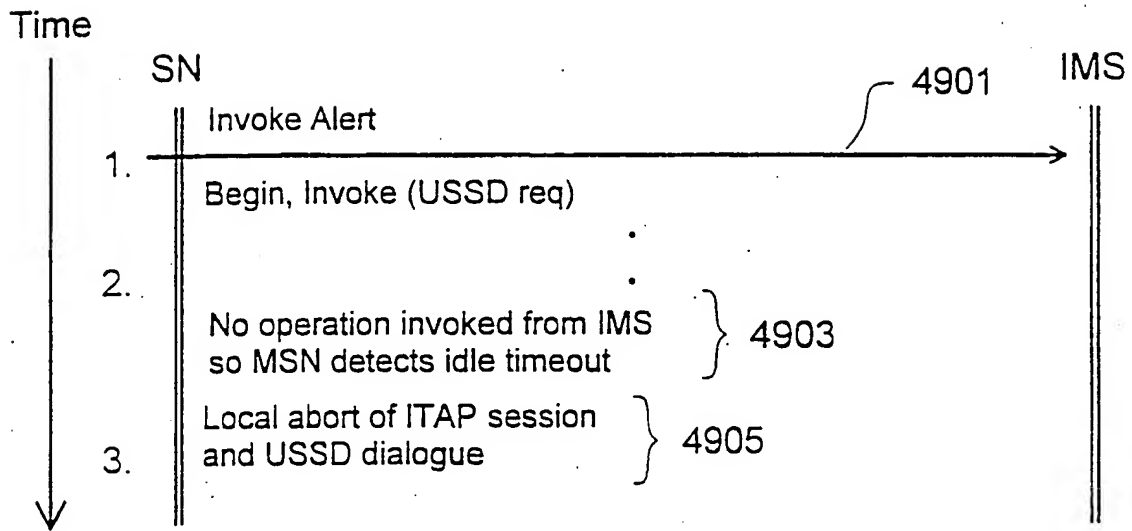 Time
SN
IMS
4901
Invoke Alert
1.
Begin, Invoke (USSD req)
2.
No operation invoked from IMS
so MSN detects idle timeout
4903
Local abort of ITAP session
and USSD dialogue
4905
3.